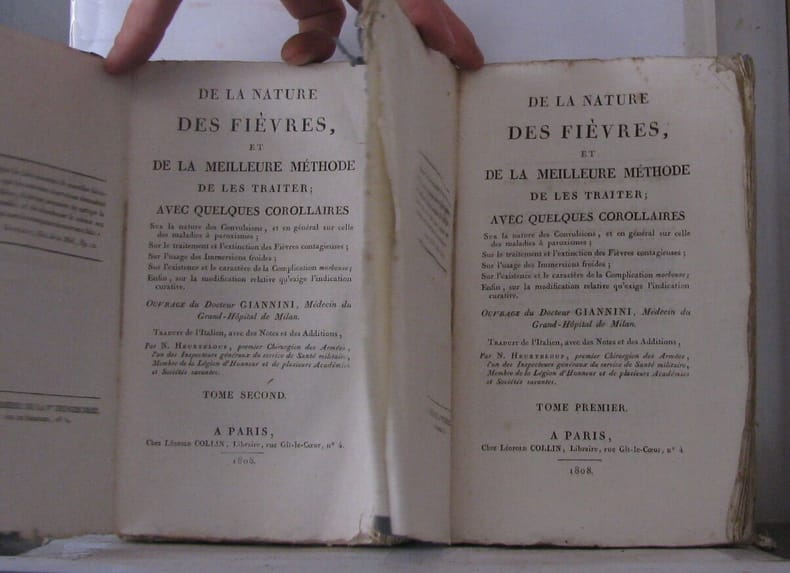 DE LA NATURE
DES FIÈVRES,
ET
DE LA MEILLEURE MÉTHODE
DE LES TRAITER;
AVEC QUELQUES COROLLAIRES
Sur la nature des Convulsions, et en général sur celle
des maladies à paroxismes;
Sur le traitement et l'extinction des Fièvres contagieuses;
Sur l'usage des Immersions froides;
Sur l'existence et le caractère de la Complication morbeuse;
Enfin, sur la modification relative qu'exige l'indication
curative.
OUVRAGE du Docteur GIANNINI, Médecin du
Grand-Hôpital de Milan.
TRADUIT de l'Italien, avec des Notes et des Additions,
Par N. HEURTELOUP, premier Chirurgien des Armées,
l'un des Inspecteurs généraux du service de Santé militaire,
Membre de la Légion d'Honneur et de plusieurs Académies
et Sociétés savantes.
TOME SECOND.
A PARIS,
Chez Léopold COLLIN, Libraire, rue Gît-le-Cœur, n° 4.
1808.
DE LA NATURE
DES FIÈVRES,
ET
DE LA MEILLEURE MÉTHODE
DE LES TRAITER;
AVEC QUELQUES COROLLAIRES
Sur la nature des Convulsions, et en général sur celle
des maladies à paroxismes;
Sur le traitement et l'extinction des Fièvres contagieuses;
Sur l'usage des Immersions froides;
Sur l'existence et le caractère de la Complication morbeuse;
Enfin, sur la modification relative qu'exige l'indication
curative.
OUVRAGE du Docteur GIANNINI, Médecin du
Grand-Hôpital de Milan.
TRADUIT de l'Italien, avec des Notes et des Additions,
Par N. HEURTELOUP, premier Chirurgien des Armées,
l'un des Inspecteurs généraux du service de Santé militaire,
Membre de la Légion d'Honneur et de plusieurs Académies
et Sociétés savantes.
TOME PREMIER.
A PARIS,
Chez Léopold COLLIN, Libraire, rue Gît-le-Cœur, n° 4
1808.